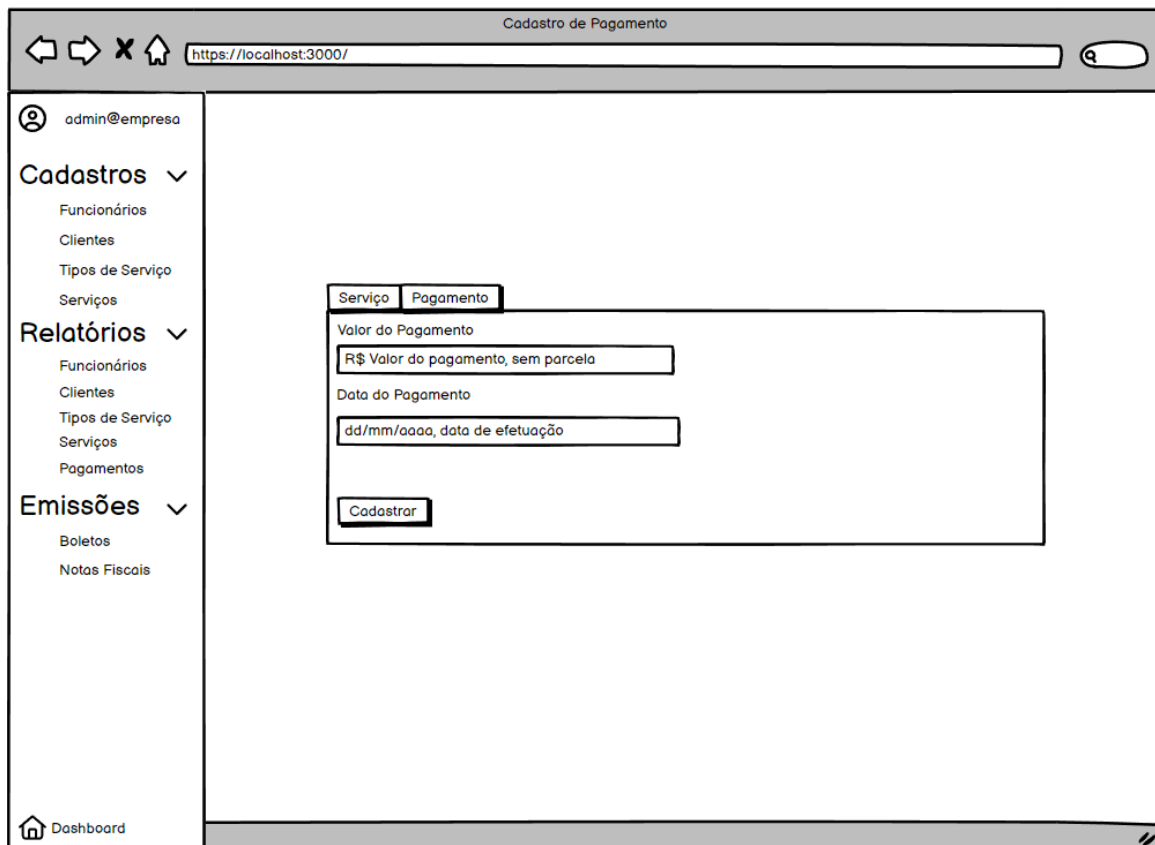 Cadastro de Pagamento
https://localhost:3000/
admin@empresa
Cadastros
Funcionários
Clientes
Tipos de Serviço
Serviços
Relatórios
Funcionários
Clientes
Tipos de Serviço
Serviços
Pagamentos
Emissões
Boletos
Notas Fiscais
Dashboard
Serviço
Pagamento
Valor do Pagamento
R$ Valor do pagamento, sem parcela
Data do Pagamento
dd/mm/aaaa, data de efetuação
Cadastrar